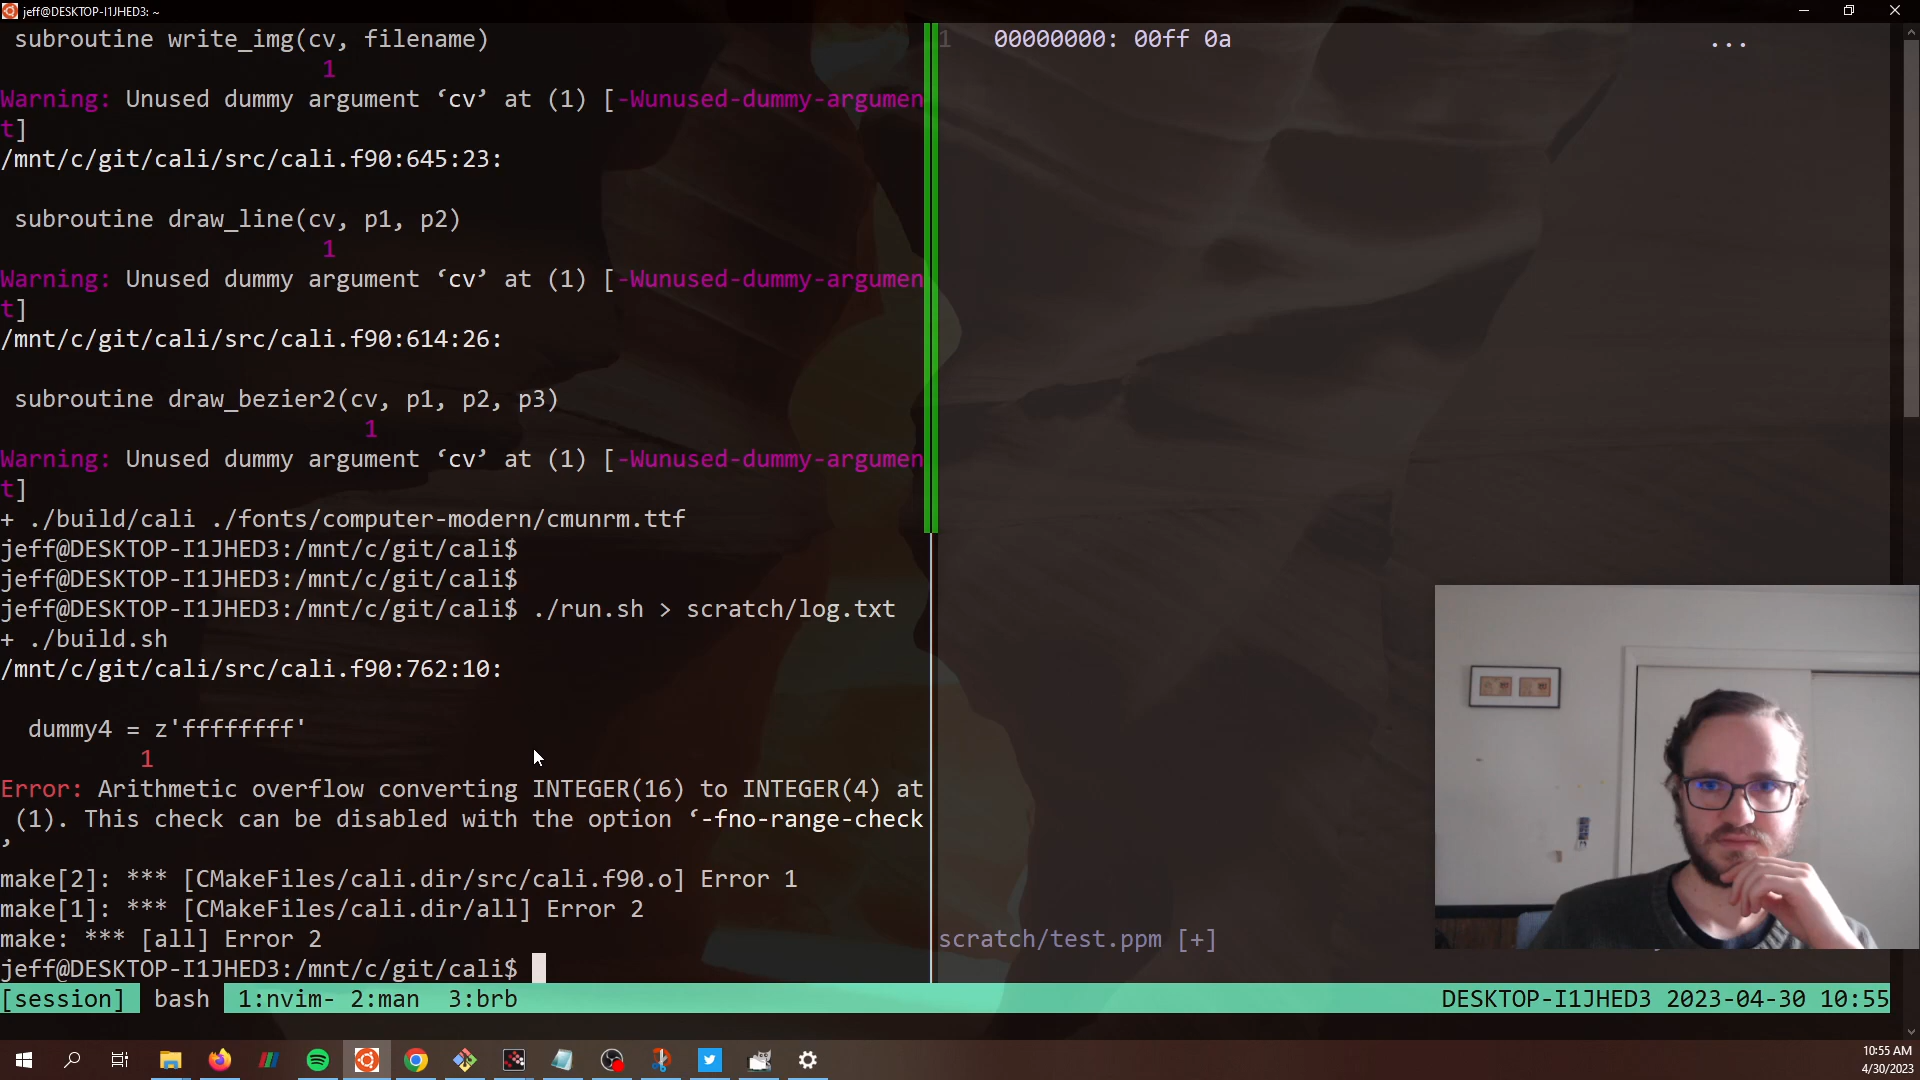 jeff@DESKTOP-I1JHED3: ~
subroutine write_img(cv, filename)
1
Warning: Unused dummy argument ‘cv’ at (1) [-Wunused-dummy-argumen
t]
/mnt/c/git/cali/src/cali.f90:645:23:
subroutine draw_line(cv, p1, p2)
1
Warning: Unused dummy argument ‘cv’ at (1) [-Wunused-dummy-argumen
t]
/mnt/c/git/cali/src/cali.f90:614:26:
subroutine draw_bezier2(cv, p1, p2, p3)
1
Warning: Unused dummy argument ‘cv’ at (1) [-Wunused-dummy-argumen
t]
+ ./build/cali ./fonts/computer-modern/cmunrm.ttf
jeff@DESKTOP-I1JHED3:/mnt/c/git/cali$
jeff@DESKTOP-I1JHED3:/mnt/c/git/cali$
jeff@DESKTOP-I1JHED3:/mnt/c/git/cali$ ./run.sh > scratch/log.txt
+ ./build.sh
/mnt/c/git/cali/src/cali.f90:762:10:
dummy4 = z'ffffffff'
1
Error: Arithmetic overflow converting INTEGER(16) to INTEGER(4) at
(1). This check can be disabled with the option ‘-fno-range-check
’
make[2]: *** [CMakeFiles/cali.dir/src/cali.f90.o] Error 1
make[1]: *** [CMakeFiles/cali.dir/all] Error 2
make: *** [all] Error 2
jeff@DESKTOP-I1JHED3:/mnt/c/git/cali$
1 00000000: 00ff 0a ...
scratch/test.ppm [+]
[session] bash 1:nvim- 2:man 3:brb DESKTOP-I1JHED3 2023-04-30 10:55
10:55 AM
4/30/2023